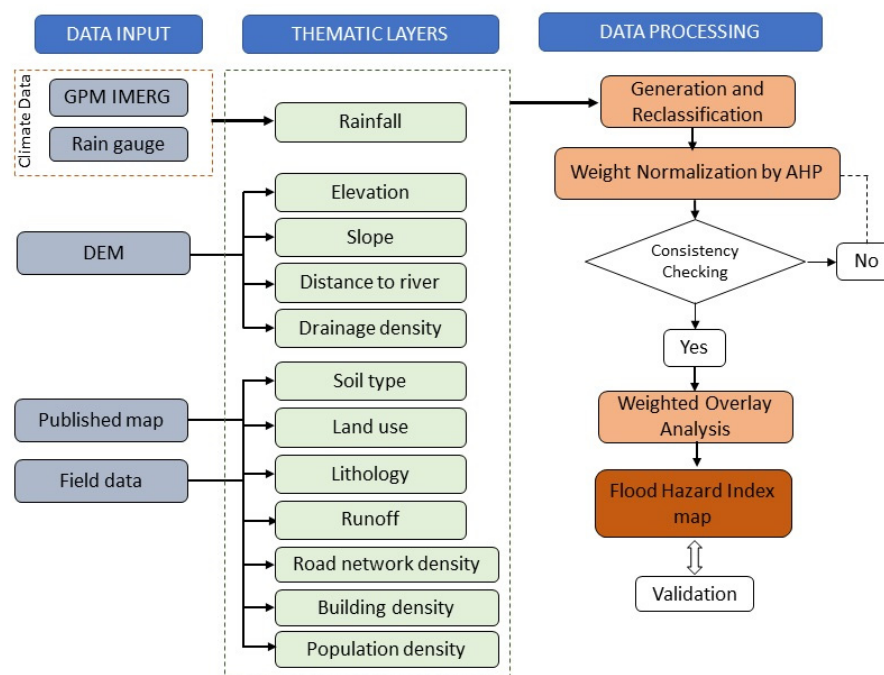 DATA INPUT
THEMATIC LAYERS
DATA PROCESSING
Climate Data
GPM IMERG
Rain gauge
DEM
Published map
Field data
Rainfall
Elevation
Slope
Distance to river
Drainage density
Soil type
Land use
Lithology
Runoff
Road network density
Building density
Population density
Generation and
Reclassification
Weight Normalization by AHP
Consistency
Checking
No
Yes
Weighted Overlay
Analysis
Flood Hazard Index
map
Validation